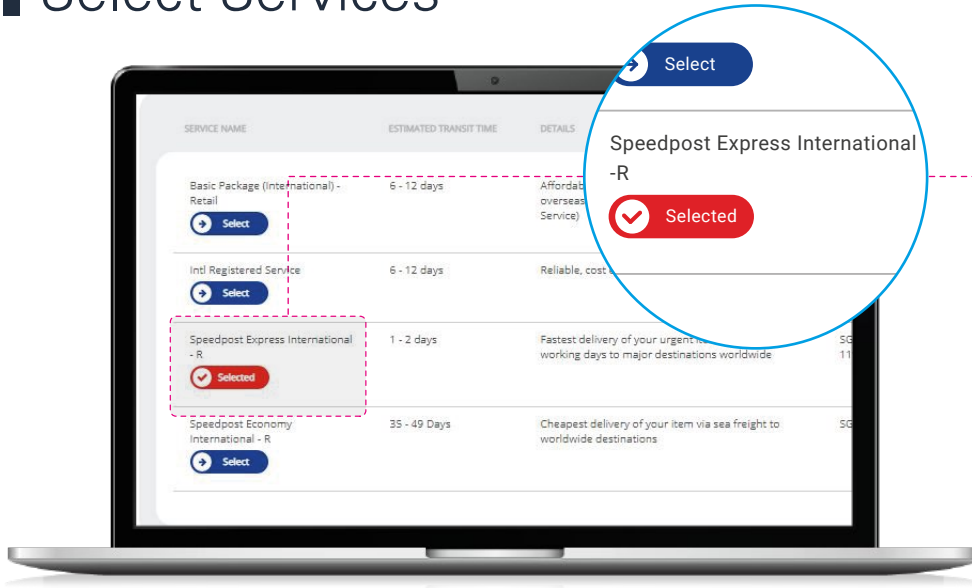 Select Services
SERVICE NAME
ESTIMATED TRANSIT TIME
DETAILS
Basic Package (International) -
Retail
Select
6 - 12 days
overseas
Service)
Intl Registered Service
Select
6 - 12 days
Reliable, cost
Speedpost Express International
- R
Selected
1 - 2 days
Fastest delivery of your urgent
working days to major destinations worldwide
SG
11
Speedpost Economy
International - R
Select
35 - 49 Days
Cheapest delivery of your item via sea freight to
worldwide destinations
SG
Select
Speedpost Express International
-R
Selected